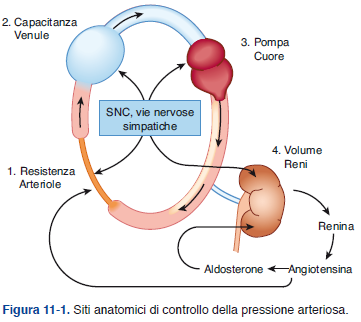 2. Capacitanza
Venule
3. Pompa
Cuore
SNC, vie nervose
simpatiche
4. Volume
Reni
1. Resistenza
Arteriole
Renina
Aldosterone
Angiotensina
Figura 11-1. Siti anatomici di controllo della pressione arteriosa.